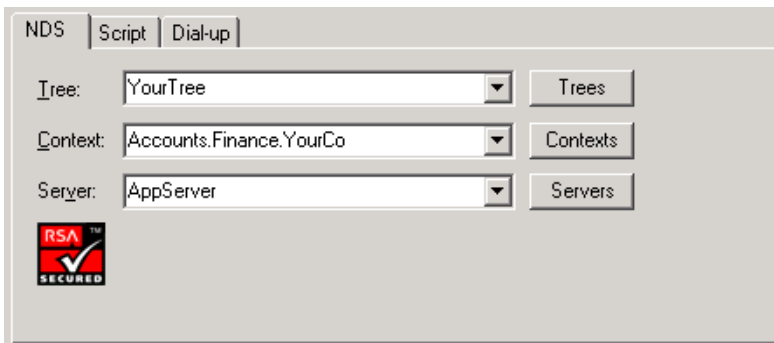 NDS Script Dial-up
Tree: YourTree Trees
Context: Accounts.Finance.YourCo Contexts
Server: AppServer Servers
RSA ™
SECURED